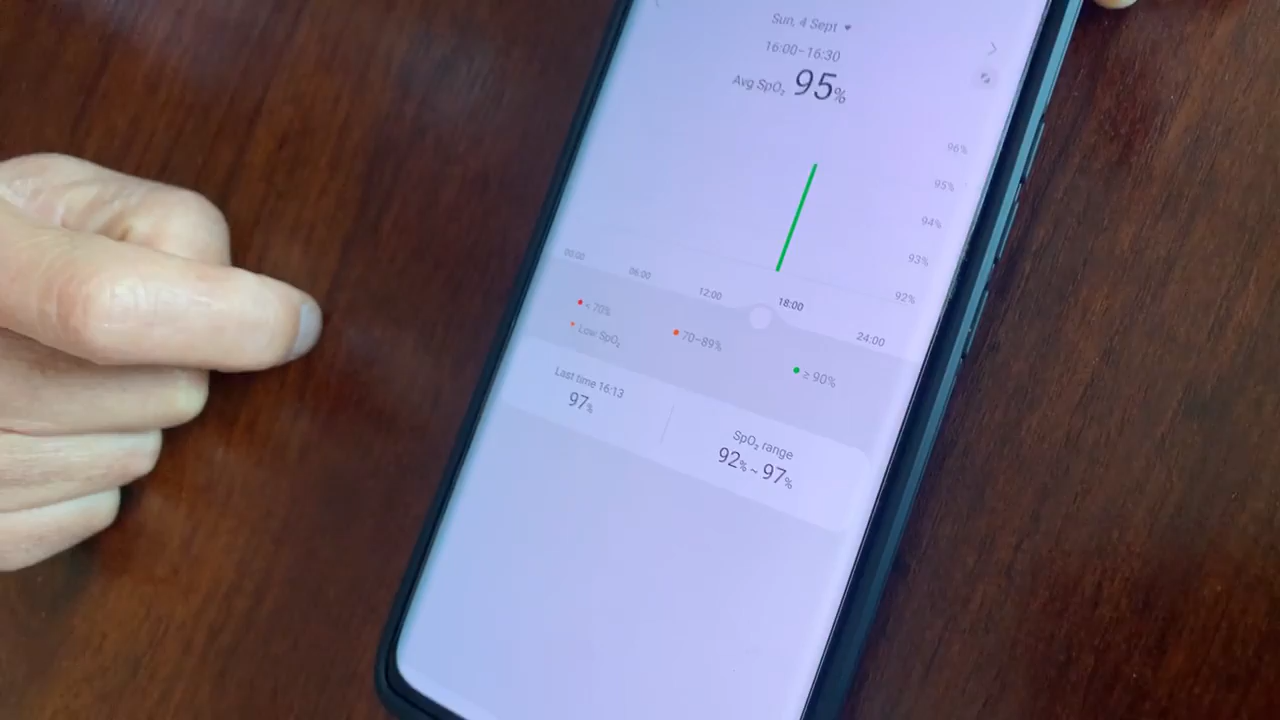 Sun, 4 Sept
16:00–16:30
Avg SpO₂ 95%
96%
95%
94%
93%
92%
00:00 06:00 12:00 18:00 24:00
< 70%
Low SpO₂
70–89%
≥ 90%
Last time 16:13
97%
SpO₂ range
92% ~ 97%